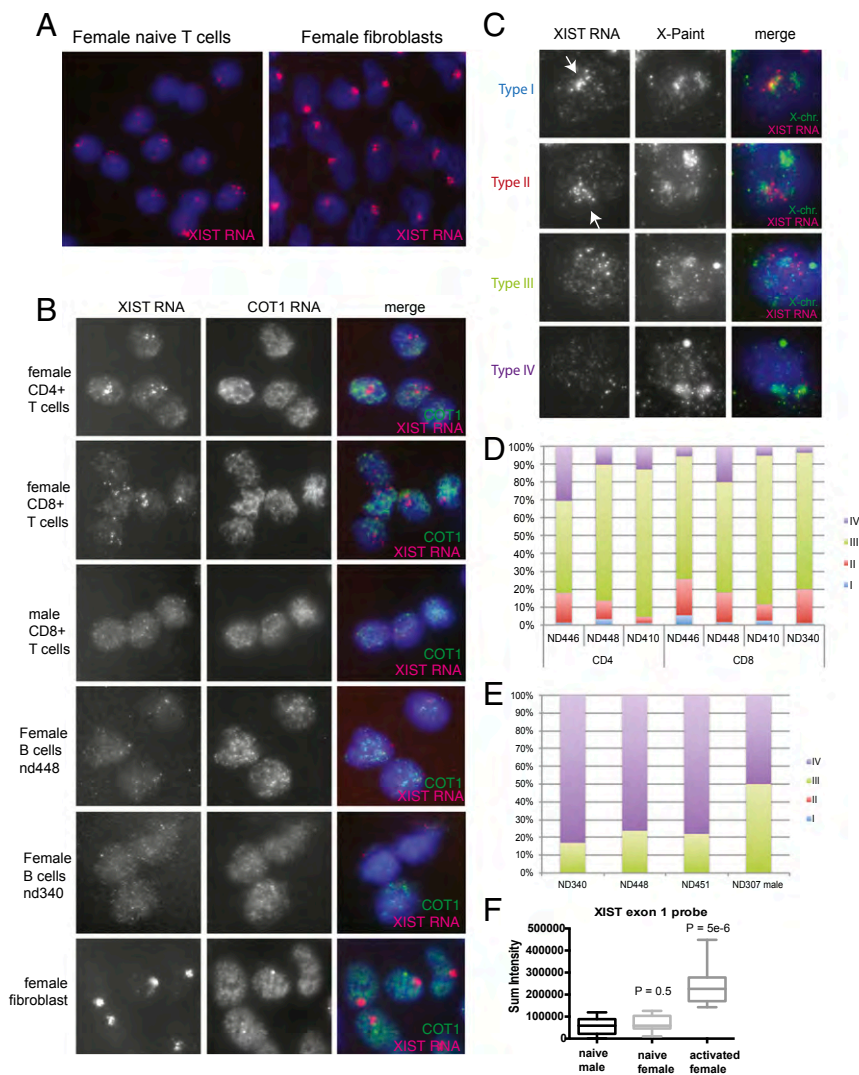 A
Female naive T cells
Female fibroblasts
XIST RNA
XIST RNA
B
XIST RNA
COT1 RNA
merge
female
CD4+
T cells
COT1
XIST RNA
female
CD8+
T cells
COT1
XIST RNA
male
CD8+
T cells
COT1
XIST RNA
Female
B cells
nd448
COT1
XIST RNA
Female
B cells
nd340
COT1
XIST RNA
female
fibroblast
COT1
XIST RNA
C
XIST RNA
X-Paint
merge
Type I
X-chr.
XIST RNA
Type II
X-chr.
XIST RNA
Type III
X-chr.
XIST RNA
Type IV
X-chr.
XIST RNA
D
100%
90%
80%
70%
60%
50%
40%
30%
20%
10%
0%
ND446
ND448
ND410
ND446
ND448
ND410
ND340
CD4
CD8
IV
III
II
I
E
100%
90%
80%
70%
60%
50%
40%
30%
20%
10%
0%
ND340
ND448
ND451
ND307 male
IV
III
II
I
F
XIST exon 1 probe
Sum Intensity
500000
400000
300000
200000
100000
0
P = 0.5
P = 5e-6
naive male
naive female
activated female